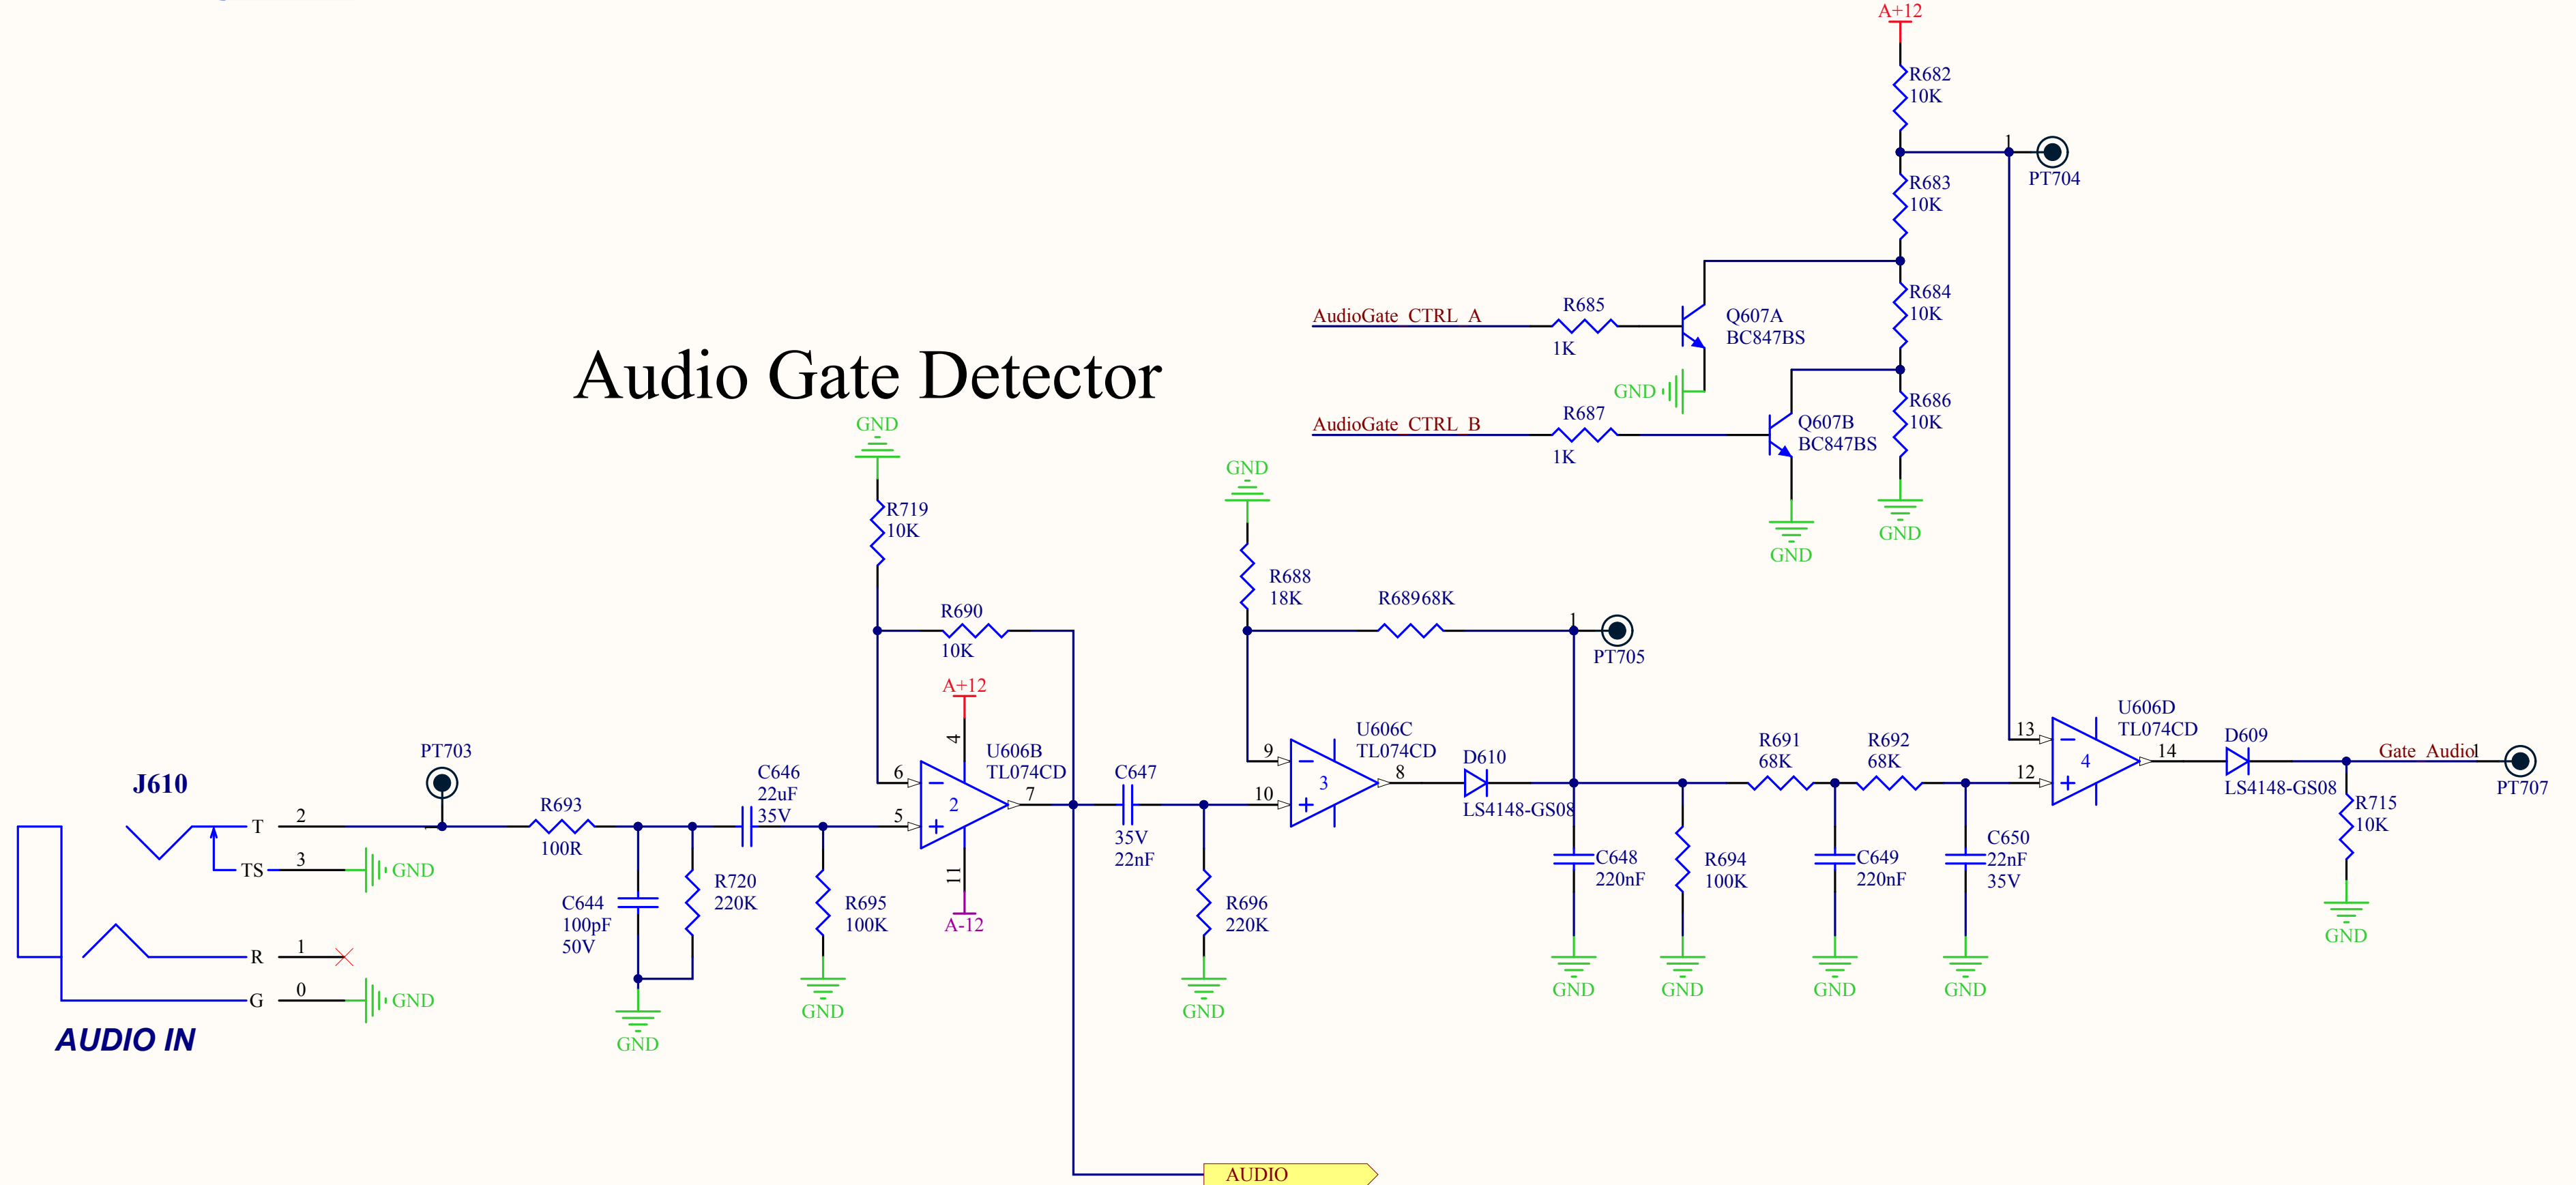 A+12
R682
10K
1
PT704
R683
10K
R684
10K
R685
AudioGate_CTRL_A
1K
Q607A
BC847BS
GND
R686
10K
R687
AudioGate_CTRL_B
1K
Q607B
BC847BS
GND
GND
Audio Gate Detector
GND
R719
10K
GND
R688
18K
R690
10K
R68968K
1
PT705
A+12
4
U606B
TL074CD
6
5
2
7
11
A-12
PT703
1
J610
T
2
TS
3
GND
R
1
G
0
GND
AUDIO IN
R693
100R
C644
100pF
50V
R720
220K
GND
C646
22uF
35V
R695
100K
GND
C647
35V
22nF
R696
220K
GND
U606C
TL074CD
9
10
3
8
D610
LS4148-GS08
C648
220nF
GND
R694
100K
GND
R691
68K
R692
68K
C649
220nF
GND
C650
22nF
35V
GND
U606D
TL074CD
13
12
4
14
D609
LS4148-GS08
Gate_Audio
1
PT707
R715
10K
GND
AUDIO